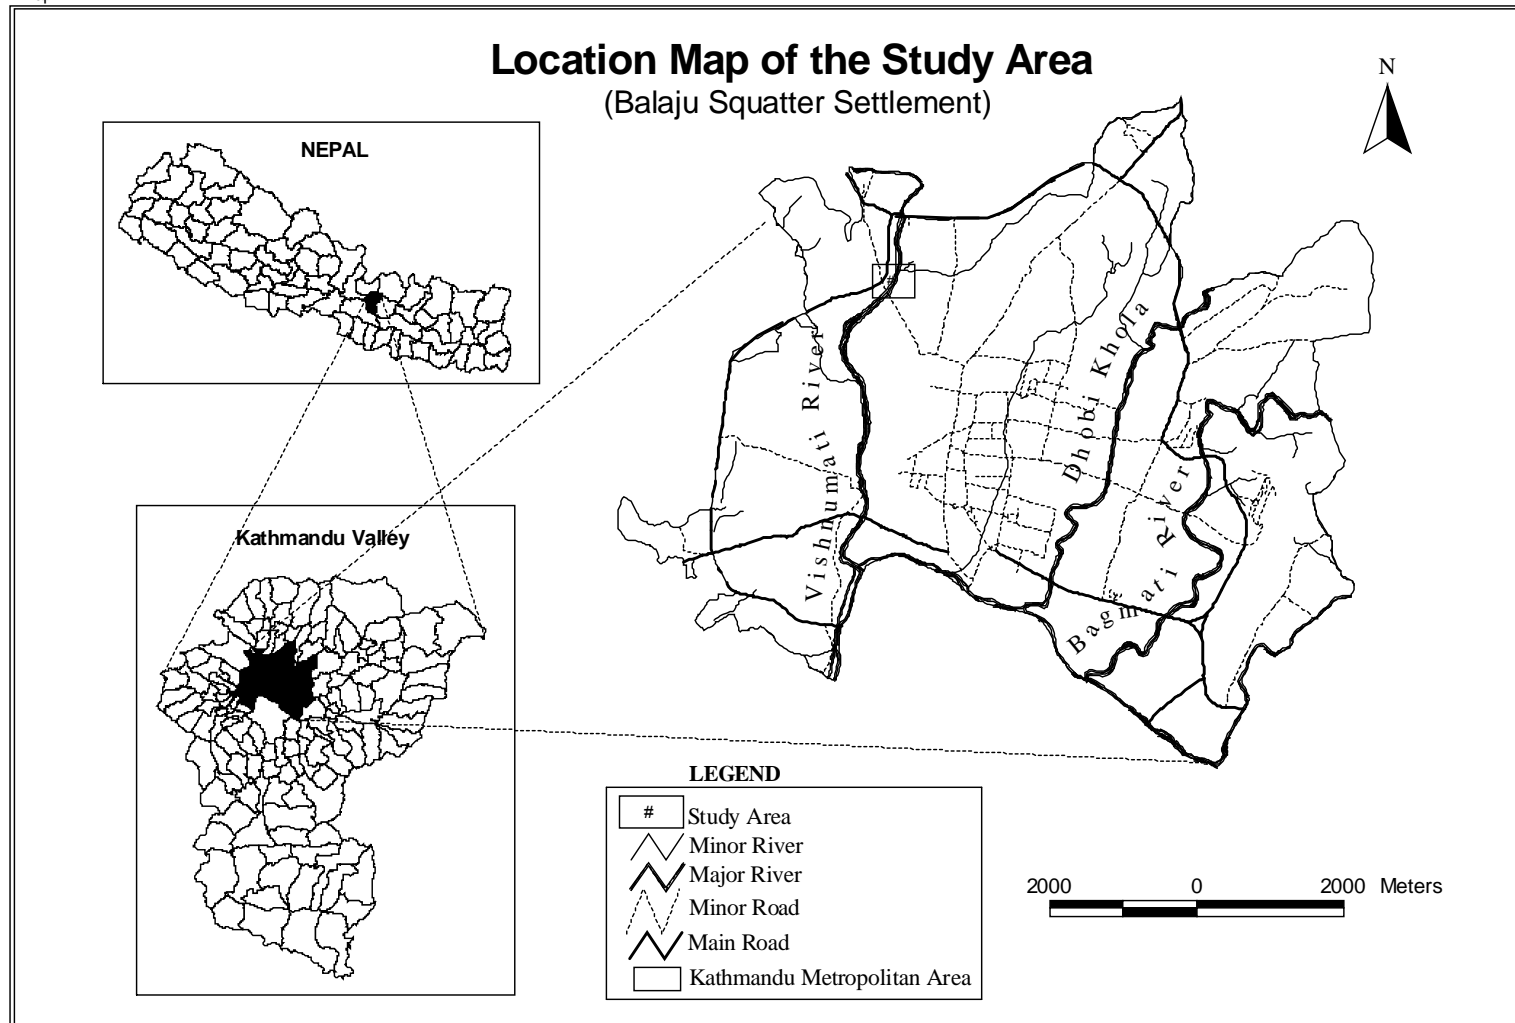 Location Map of the Study Area
(Balaju Squatter Settlement)
N
NEPAL
Kathmandu Valley
Vishnumati River
Dhobi Khola
Bagmati River
LEGEND
# Study Area
Minor River
Major River
Minor Road
Main Road
Kathmandu Metropolitan Area
2000 0 2000 Meters